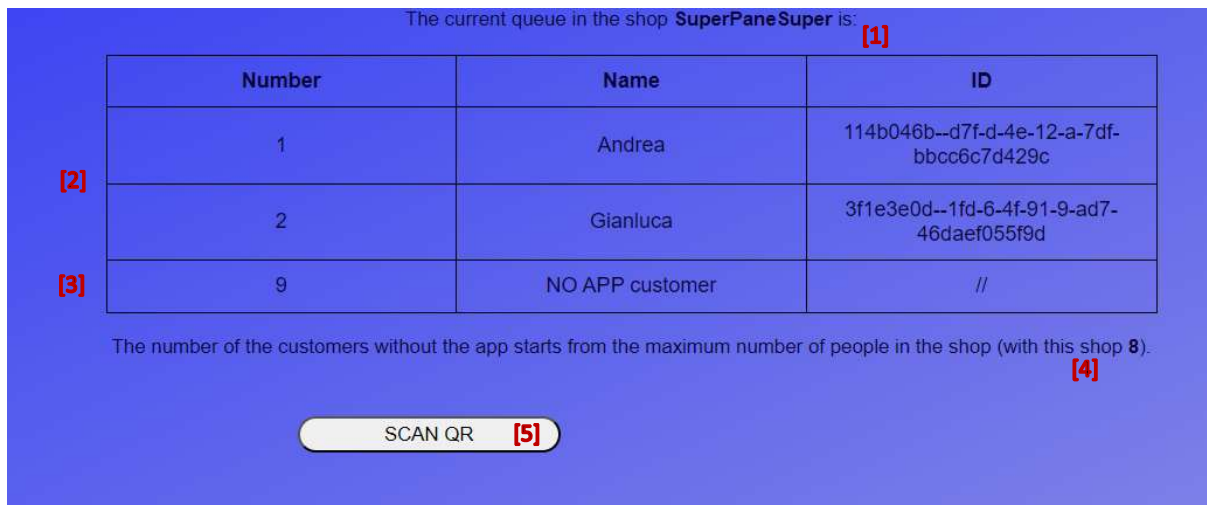 The current queue in the shop SuperPaneSuper is:
[1]
Number Name ID
1 Andrea 114b046b--d7f-d-4e-12-a-7df-
bbcc6c7d429c
[2]
2 Gianluca 3f1e3e0d--1fd-6-4f-91-9-ad7-
46daef055f9d
[3] 9 NO APP customer //
The number of the customers without the app starts from the maximum number of people in the shop (with this shop 8).
[4]
SCAN QR [5]